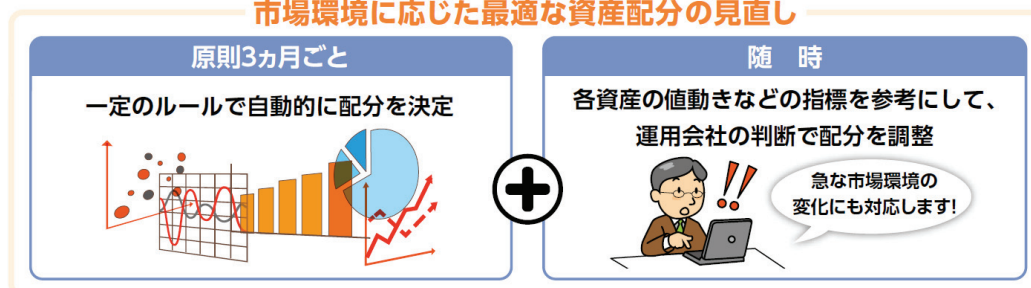 市場環境に応じた最適な資産配分の見直し
原則3ヵ月ごと
一定のルールで自動的に配分を決定
随 時
各資産の値動きなどの指標を参考にして、
運用会社の判断で配分を調整
急な市場環境の
変化にも対応します!